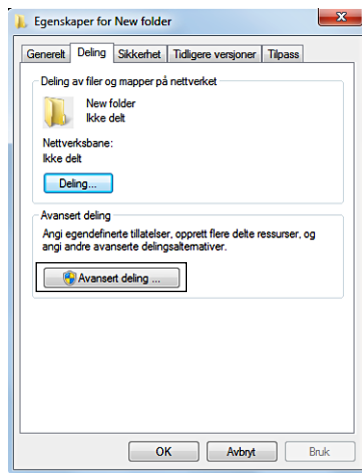 Egenskaper for New folder
Generelt Deling Sikkerhet Tidligere versjoner Tilpass
Deling av filer og mapper på nettverket
New folder
Ikke delt
Nettverksbane:
Ikke delt
Deling...
Avansert deling
Angi egendefinerte tillatelser, opprett flere delte ressurser, og
angi andre avanserte delingsalternativer.
Avansert deling ...
OK Avbryt Bruk